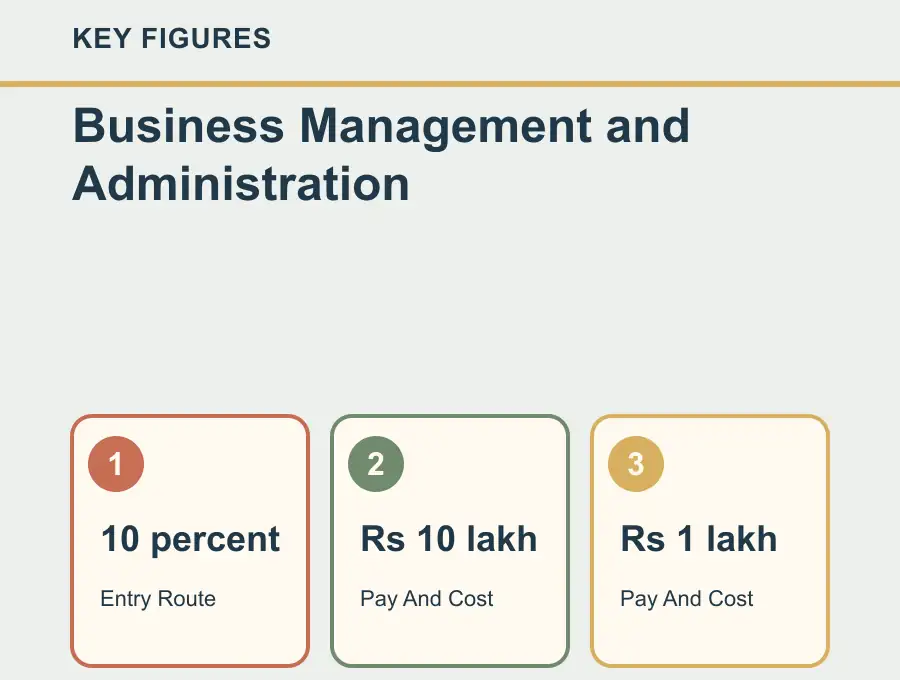 KEY FIGURES
Business Management and
Administration
1
10 percent
Entry Route
2
Rs 10 lakh
Pay And Cost
3
Rs 1 lakh
Pay And Cost